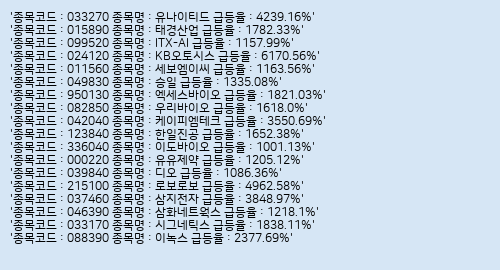 '종목코드 : 033270 종목명 : 유나이티드 급등율 : 4239.16%'
'종목코드 : 015890 종목명 : 태경산업 급등율 : 1782.33%'
'종목코드 : 099520 종목명 : ITX-AI 급등율 : 1157.99%'
'종목코드 : 024120 종목명 : KB오토시스 급등율 : 6170.56%'
'종목코드 : 011560 종목명 : 세보엠이씨 급등율 : 1163.56%'
'종목코드 : 049830 종목명 : 승일 급등율 : 1335.08%'
'종목코드 : 950130 종목명 : 엑세스바이오 급등율 : 1821.03%'
'종목코드 : 082850 종목명 : 우리바이오 급등율 : 1618.0%'
'종목코드 : 042040 종목명 : 케이피엠테크 급등율 : 3550.69%'
'종목코드 : 123840 종목명 : 한일진공 급등율 : 1652.38%'
'종목코드 : 336040 종목명 : 이도바이오 급등율 : 1001.13%'
'종목코드 : 000220 종목명 : 유유제약 급등율 : 1205.12%'
'종목코드 : 039840 종목명 : 디오 급등율 : 1086.36%'
'종목코드 : 215100 종목명 : 로보로보 급등율 : 4962.58%'
'종목코드 : 037460 종목명 : 삼지전자 급등율 : 3848.97%'
'종목코드 : 046390 종목명 : 삼화네트웍스 급등율 : 1218.1%'
'종목코드 : 033170 종목명 : 시그네틱스 급등율 : 1838.11%'
'종목코드 : 088390 종목명 : 이녹스 급등율 : 2377.69%'